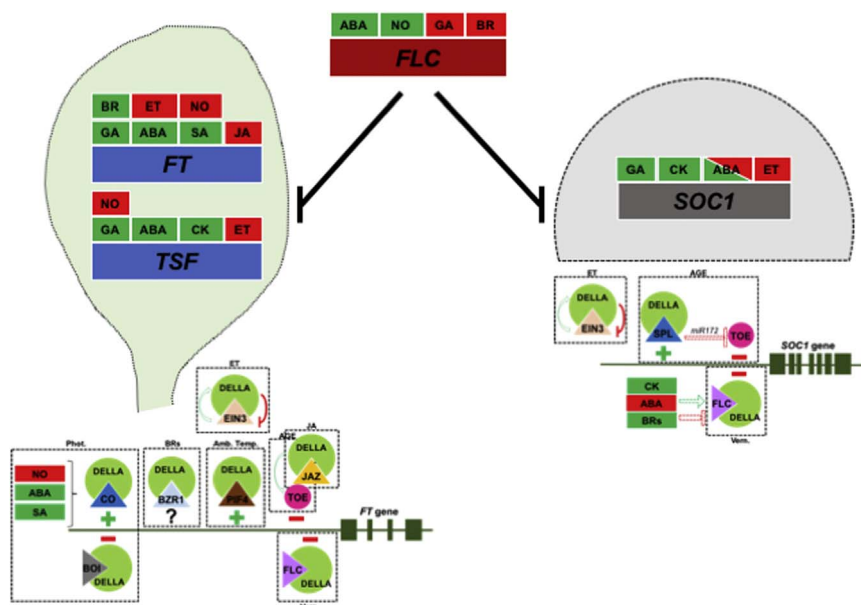 ABA NO GA BR
FLC
BR ET NO
GA ABA SA JA
FT
NO
GA ABA CK ET
TSF
GA CK ABA ET
SOC1
ET
DELLA
EIN3
AGE
DELLA
SPL
miR172
TOE
SOC1 gene
CK
ABA
BRs
FLC
DELLA
Vern.
ET
DELLA
EIN3
Phot.
NO
ABA
SA
DELLA
CO
BOI
DELLA
BRs
DELLA
BZR1
?
Amb. Temp.
DELLA
PIF4
AGE
JA
DELLA
JAZ
TOE
FT gene
FLC
DELLA